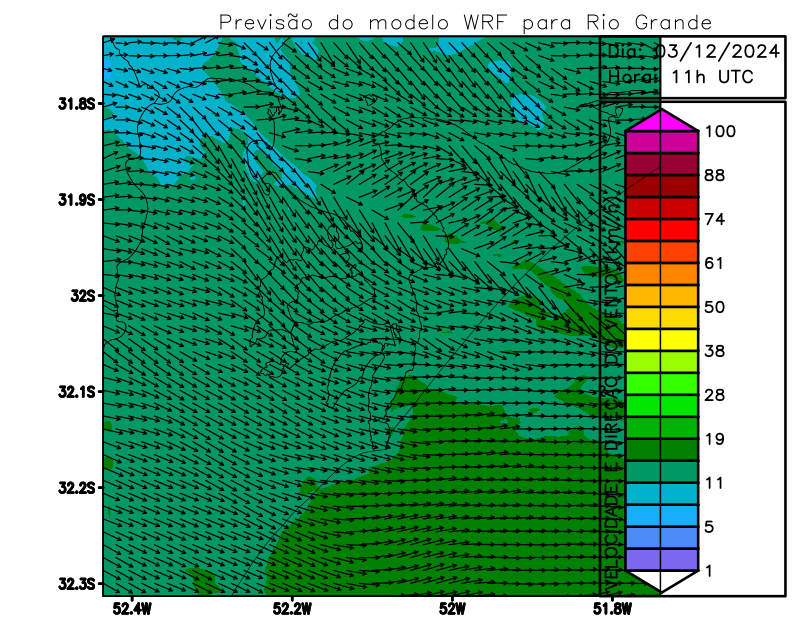 Previsão do modelo WRF para Rio Grande
Dia: 03/12/2024
Hora: 11h UTC
31.8S
31.9S
32S
32.1S
32.2S
32.3S
52.4W
52.2W
52W
51.8W
VELOCIDADE E DIREÇÃO DO VENTO (km/h)
100
88
74
61
50
38
28
19
11
5
1